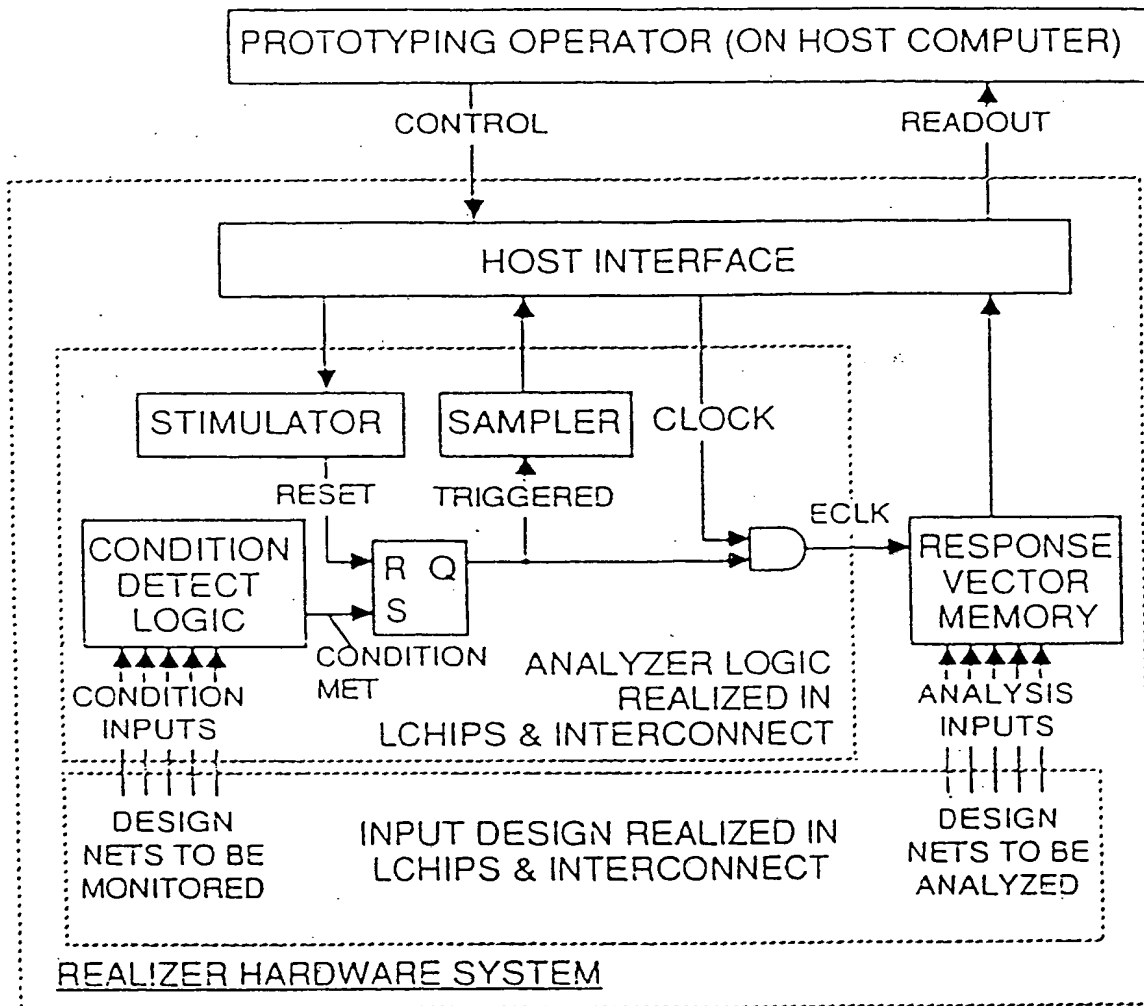 PROTOTYPING OPERATOR (ON HOST COMPUTER)
CONTROL
READOUT
HOST INTERFACE
STIMULATOR
SAMPLER
CLOCK
RESET
TRIGGERED
ECLK
CONDITION
DETECT
LOGIC
R Q
S
RESPONSE
VECTOR
MEMORY
CONDITION
MET
ANALYZER LOGIC
REALIZED IN
LCHIPS & INTERCONNECT
CONDITION
INPUTS
ANALYSIS
INPUTS
DESIGN
NETS TO BE
MONITORED
INPUT DESIGN REALIZED IN
LCHIPS & INTERCONNECT
DESIGN
NETS TO BE
ANALYZED
REALIZER HARDWARE SYSTEM